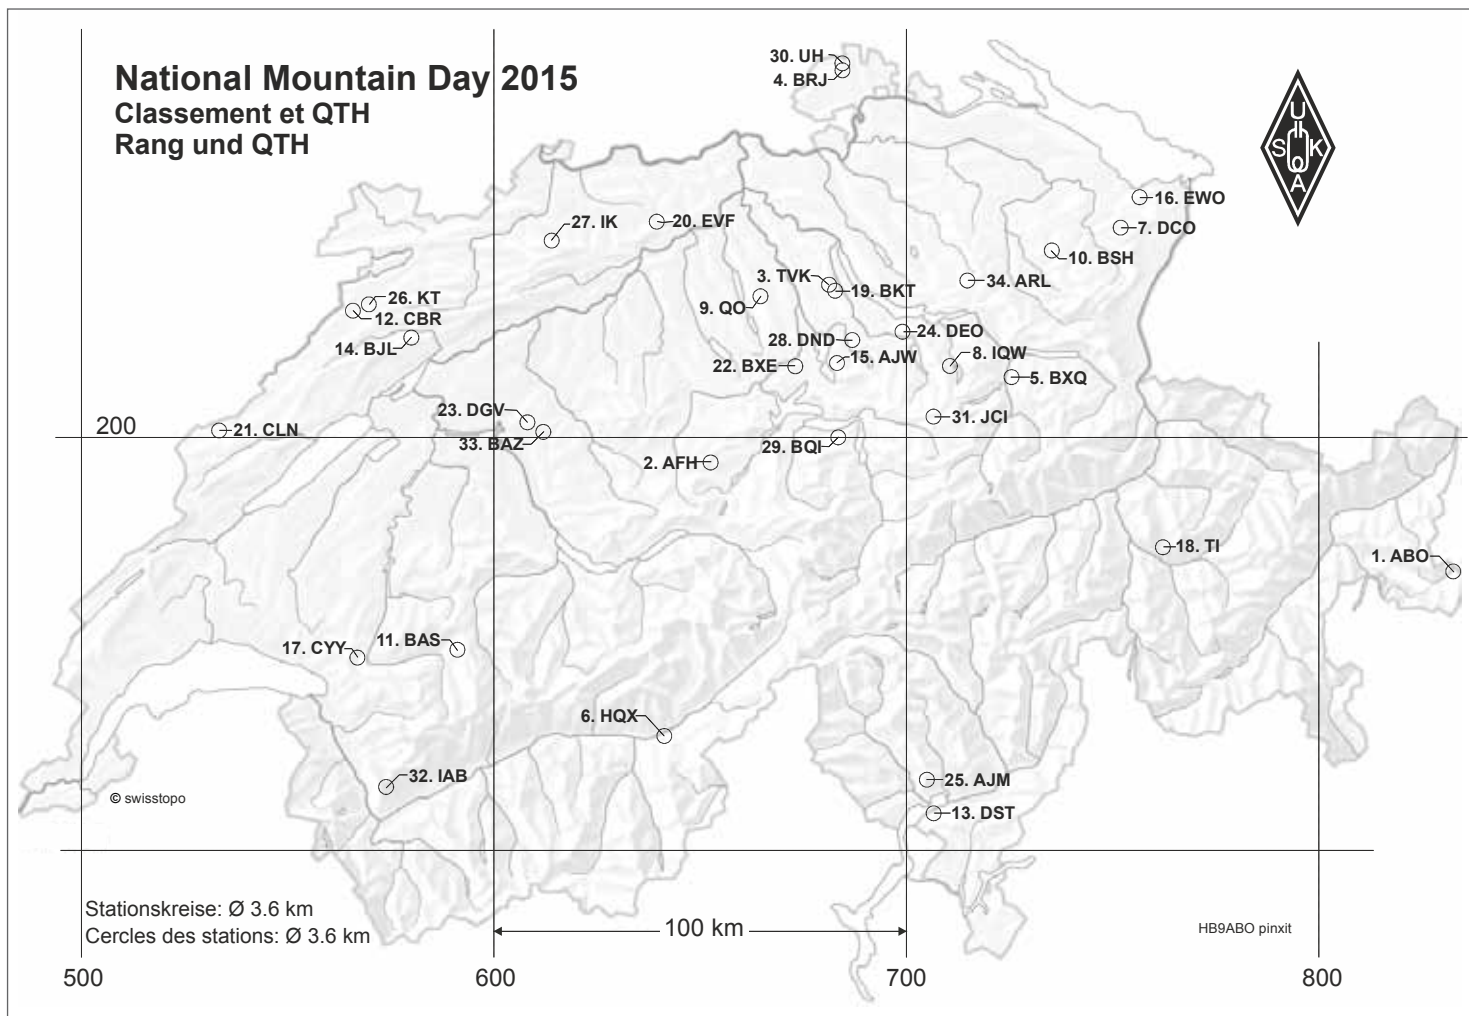 National Mountain Day 2015
Classement et QTH
Rang und QTH
30. UH
4. BRJ
U
S K
A
16. EWO
7. DCO
27. IK
20. EVF
10. BSH
3. TVK
34. ARL
19. BKT
26. KT
9. QO
12. CBR
24. DEO
28. DND
14. BJL
15. AJW
8. IQW
22. BXE
5. BXQ
23. DGV
31. JCI
200
21. CLN
33. BAZ
29. BQI
2. AFH
18. TI
1. ABO
11. BAS
17. CYY
6. HQX
32. IAB
25. AJM
© swisstopo
13. DST
Stationskreise: Ø 3.6 km
Cercles des stations: Ø 3.6 km
100 km
HB9ABO pinxit
500 600 700 800